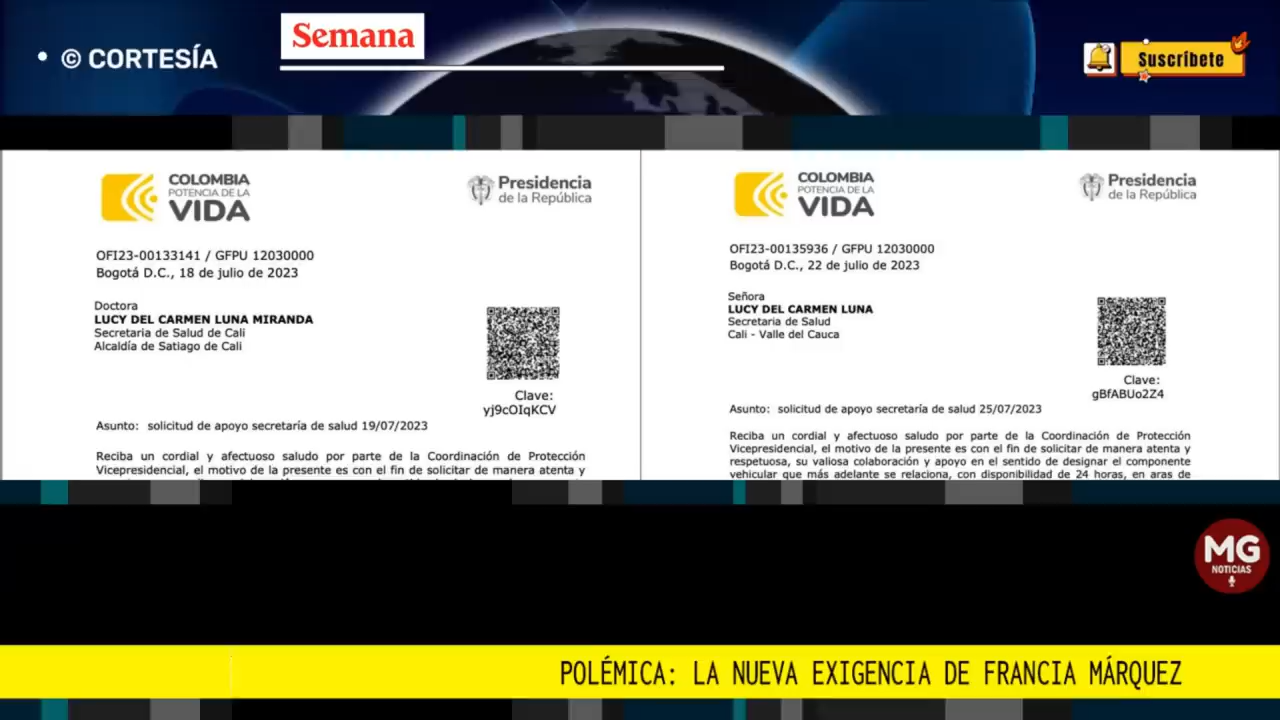 • © CORTESÍA
Semana
Suscríbete
COLOMBIA
POTENCIA DE LA
VIDA
Presidencia
de la República
OFI23-00133141 / GFPU 12030000
Bogotá D.C., 18 de julio de 2023
Doctora
LUCY DEL CARMEN LUNA MIRANDA
Secretaria de Salud de Cali
Alcaldía de Satiago de Cali
Clave:
yj9cOIqKCV
Asunto: solicitud de apoyo secretaría de salud 19/07/2023
Reciba un cordial y afectuoso saludo por parte de la Coordinación de Protección
Vicepresidencial, el motivo de la presente es con el fin de solicitar de manera atenta y
COLOMBIA
POTENCIA DE LA
VIDA
Presidencia
de la República
OFI23-00135936 / GFPU 12030000
Bogotá D.C., 22 de julio de 2023
Señora
LUCY DEL CARMEN LUNA
Secretaria de Salud
Cali - Valle del Cauca
Clave:
gBfABUo2Z4
Asunto: solicitud de apoyo secretaría de salud 25/07/2023
Reciba un cordial y afectuoso saludo por parte de la Coordinación de Protección
Vicepresidencial, el motivo de la presente es con el fin de solicitar de manera atenta y
respetuosa, su valiosa colaboración y apoyo en el sentido de designar el componente
vehicular que más adelante se relaciona, con disponibilidad de 24 horas, en aras de
MG
NOTICIAS
POLÉMICA: LA NUEVA EXIGENCIA DE FRANCIA MÁRQUEZ